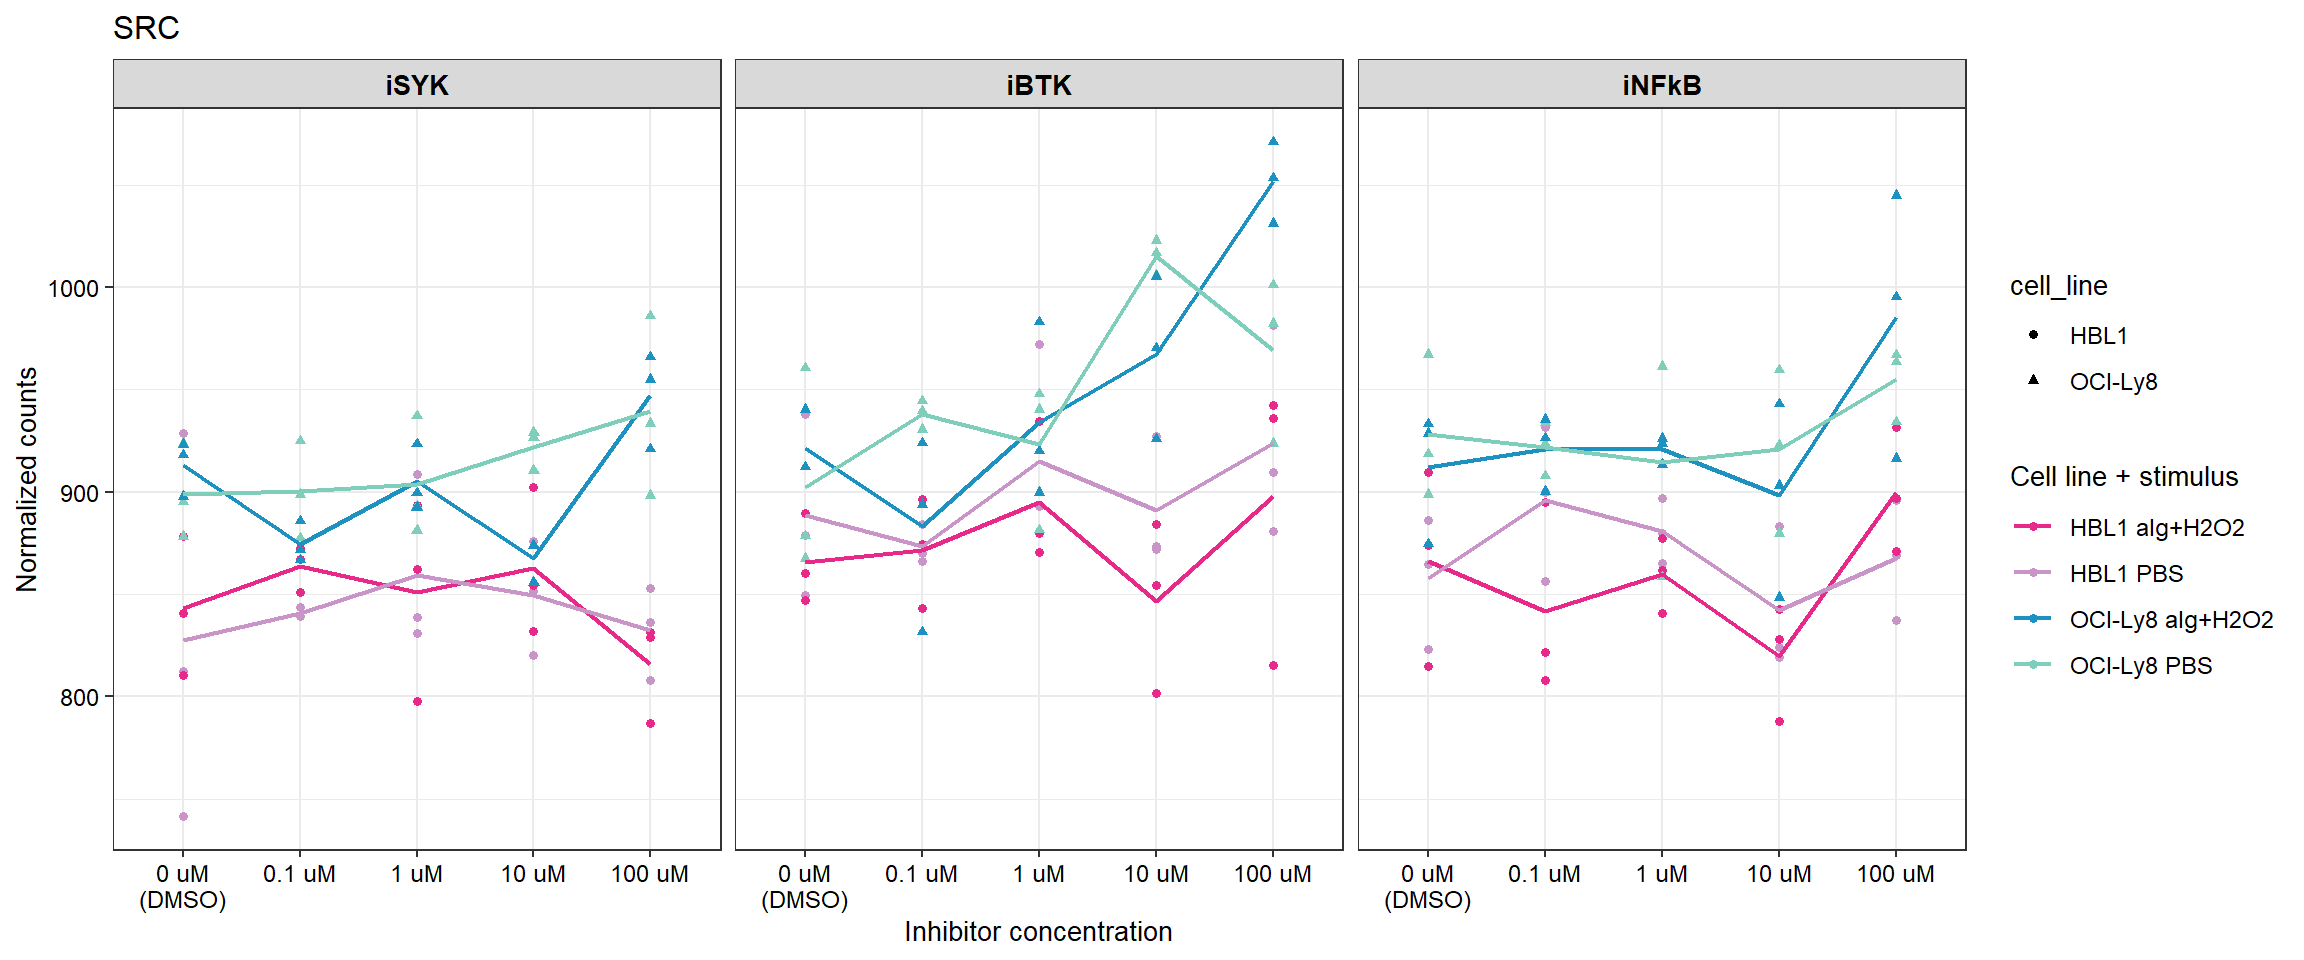 SRC
iSYK
iBTK
iNFkB
Normalized counts
1000
900
800
0 uM
(DMSO)
0.1 uM
1 uM
10 uM
100 uM
0 uM
(DMSO)
0.1 uM
1 uM
10 uM
100 uM
0 uM
(DMSO)
0.1 uM
1 uM
10 uM
100 uM
Inhibitor concentration
cell_line
HBL1
OCI-Ly8
Cell line + stimulus
HBL1 aIg+H2O2
HBL1 PBS
OCI-Ly8 aIg+H2O2
OCI-Ly8 PBS